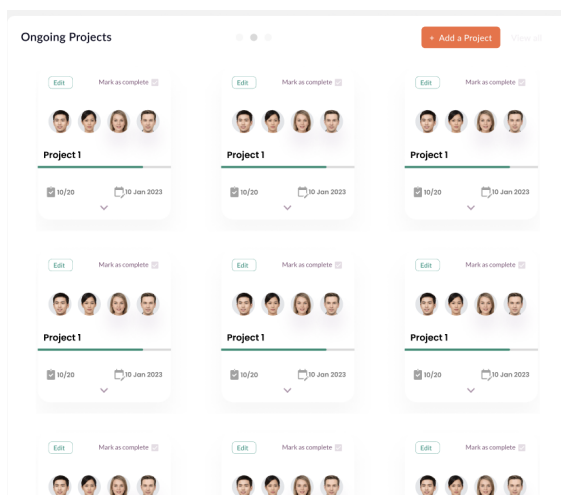 Ongoing Projects + Add a Project View all
Edit Mark as complete Edit Mark as complete Edit Mark as complete
Project 1 Project 1 Project 1
10/20 10 Jan 2023 10/20 10 Jan 2023 10/20 10 Jan 2023
Edit Mark as complete Edit Mark as complete Edit Mark as complete
Project 1 Project 1 Project 1
10/20 10 Jan 2023 10/20 10 Jan 2023 10/20 10 Jan 2023
Edit Mark as complete Edit Mark as complete Edit Mark as complete